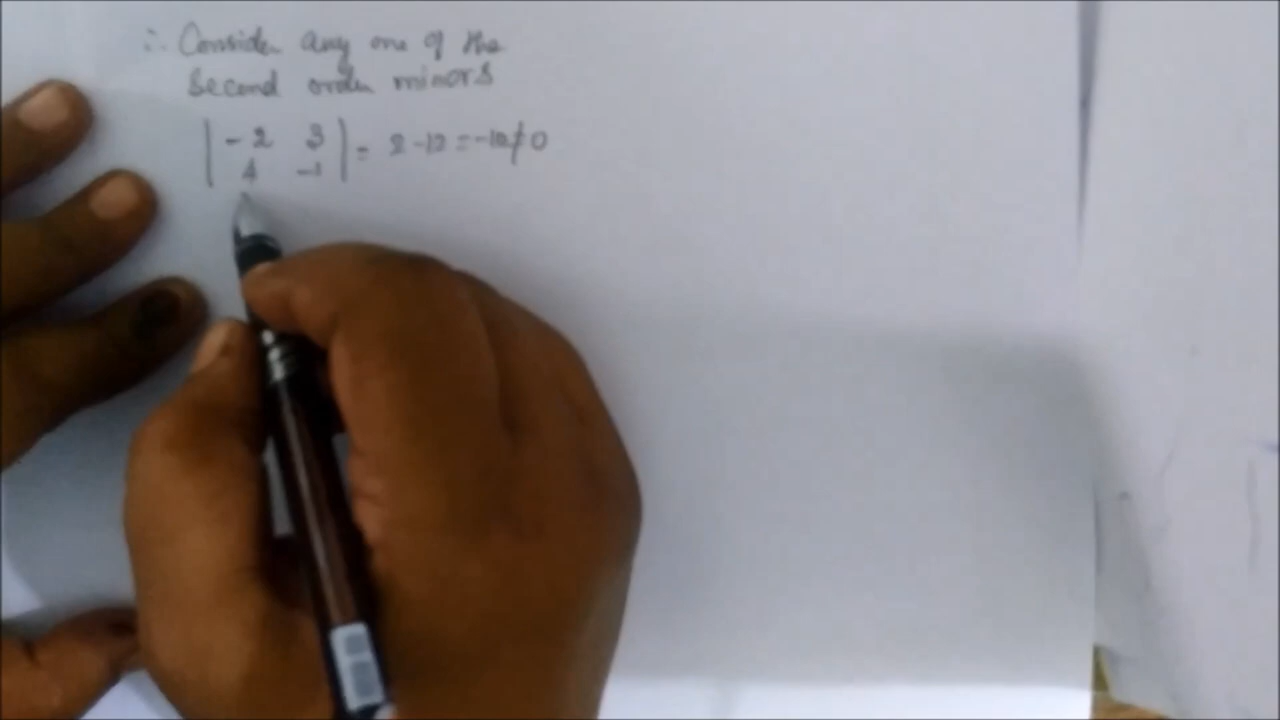 ∴ Consider any one of the
second order minors
| -2 3 | = 2 - 12 = -10 ≠ 0
| 4 -1 |